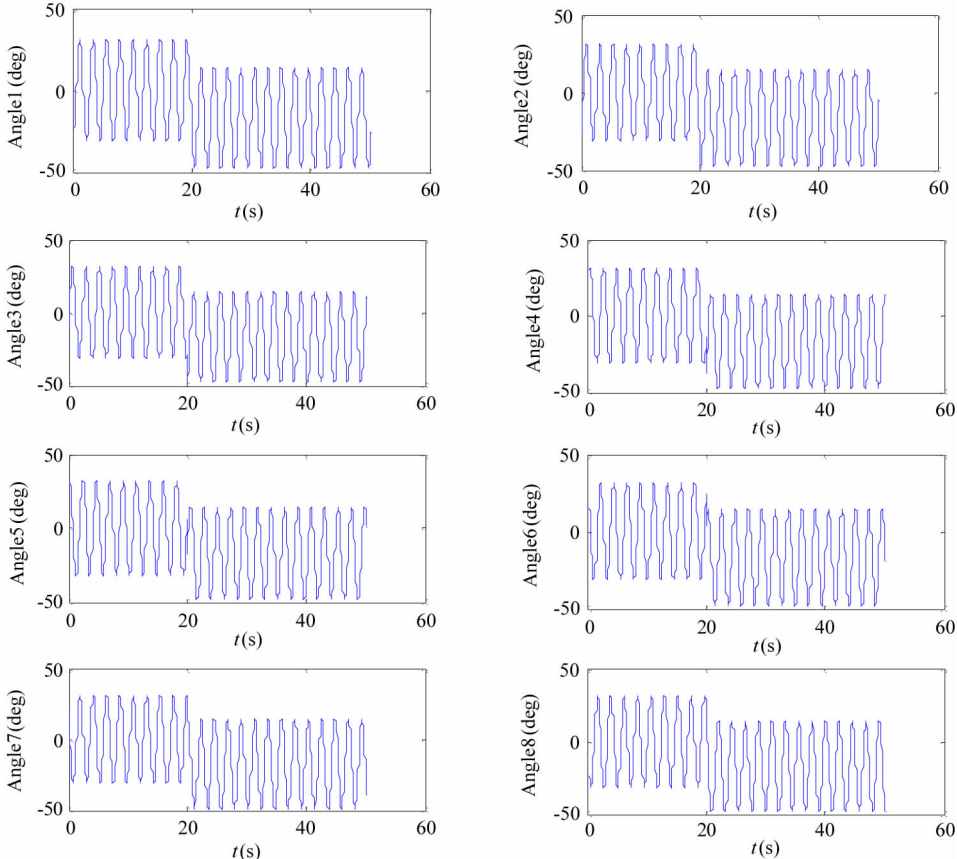 50
Angle1 (deg)
0
-50
0 20 40 60
t(s)
50
Angle2 (deg)
0
-50
0 20 40 60
t(s)
50
Angle3 (deg)
0
-50
0 20 40 60
t(s)
50
Angle4 (deg)
0
-50
0 20 40 60
t(s)
50
Angle5 (deg)
0
-50
0 20 40 60
t(s)
50
Angle6 (deg)
0
-50
0 20 40 60
t(s)
50
Angle7 (deg)
0
-50
0 20 40 60
t(s)
50
Angle8 (deg)
0
-50
0 20 40 60
t(s)